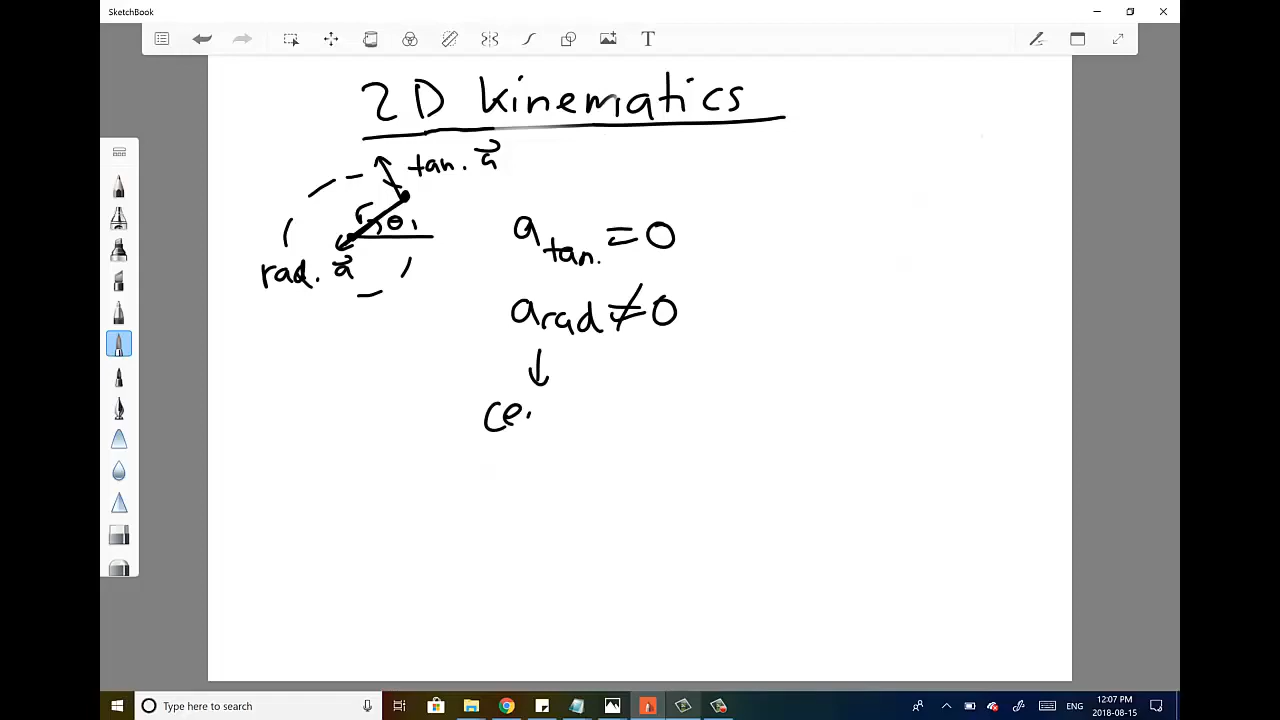 SketchBook
T
2D kinematics
tan. a⃗
r
θ
rad. a⃗
a tan. = 0
a rad ≠ 0
↓
ce
Type here to search
ENG
12:07 PM
2018-08-15